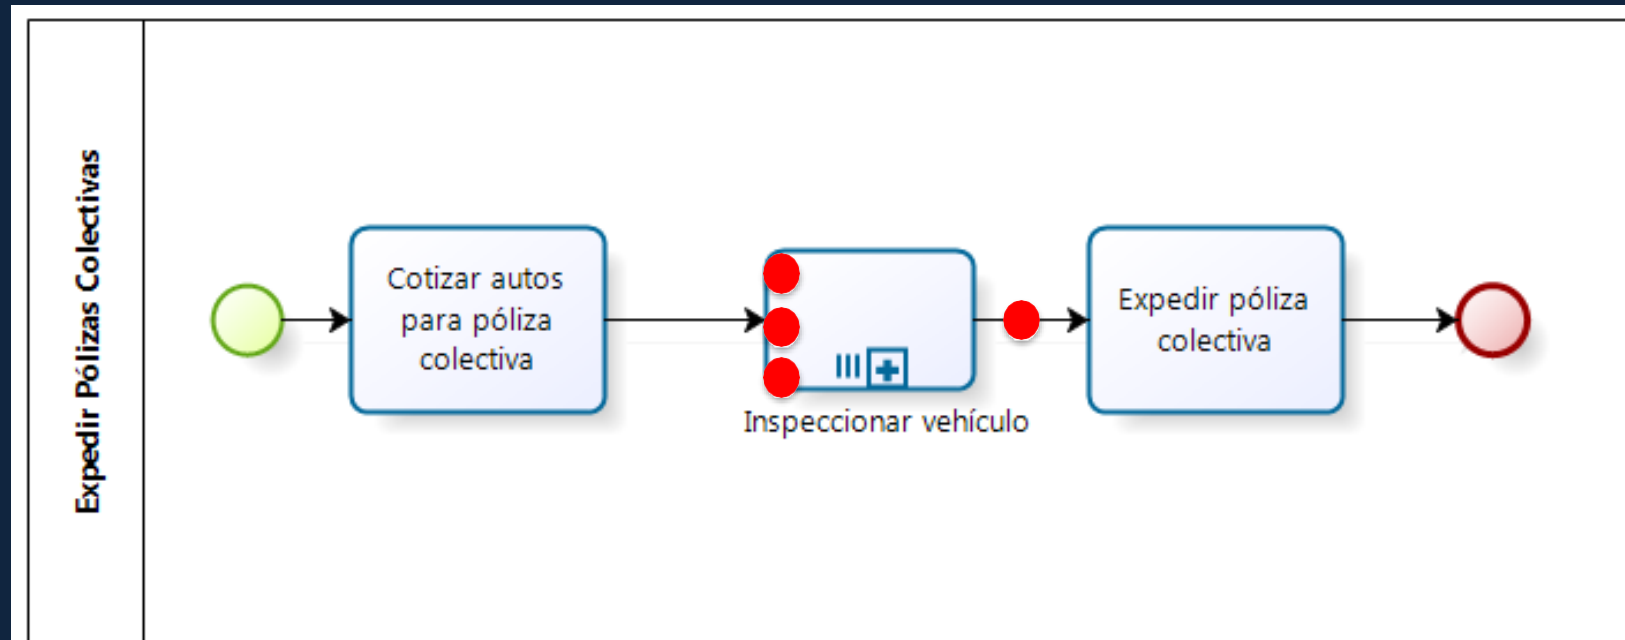 Expedir Pólizas Colectivas
Cotizar autos
para póliza
colectiva
Inspeccionar vehículo
Expedir póliza
colectiva